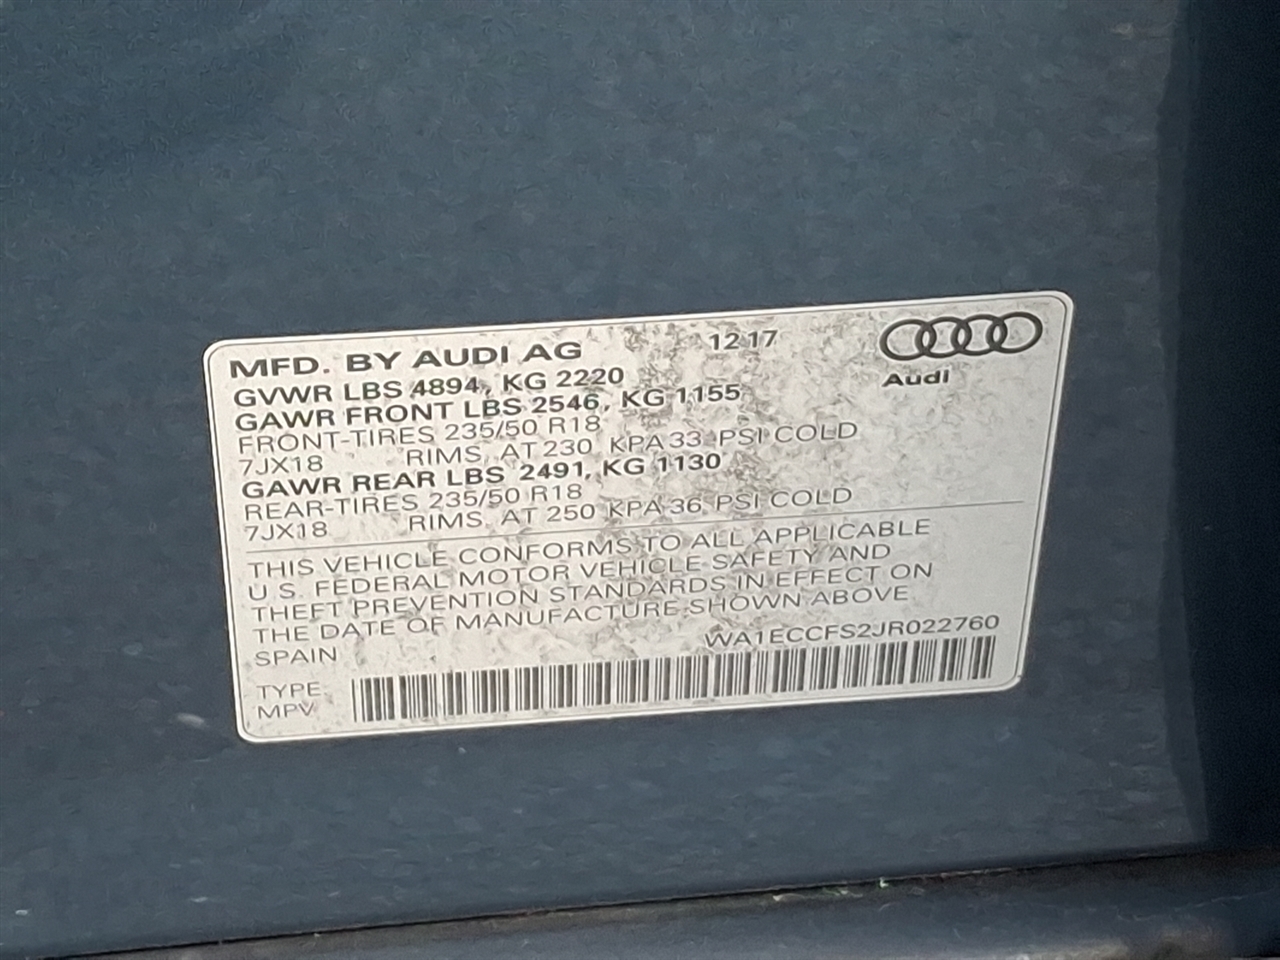 MFD. BY AUDI AG 12 17
Audi
GVWR LBS 4894, KG 2220
GAWR FRONT LBS 2546, KG 1155
FRONT-TIRES 235/50 R18
7JX18 RIMS, AT 230 KPA 33 PSI COLD
GAWR REAR LBS 2491, KG 1130
REAR-TIRES 235/50 R18
7JX18 RIMS, AT 250 KPA 36 PSI COLD
THIS VEHICLE CONFORMS TO ALL APPLICABLE
U.S. FEDERAL MOTOR VEHICLE SAFETY AND
THEFT PREVENTION STANDARDS IN EFFECT ON
THE DATE OF MANUFACTURE SHOWN ABOVE
SPAIN WA1ECCFS2JR022760
TYPE
MPV